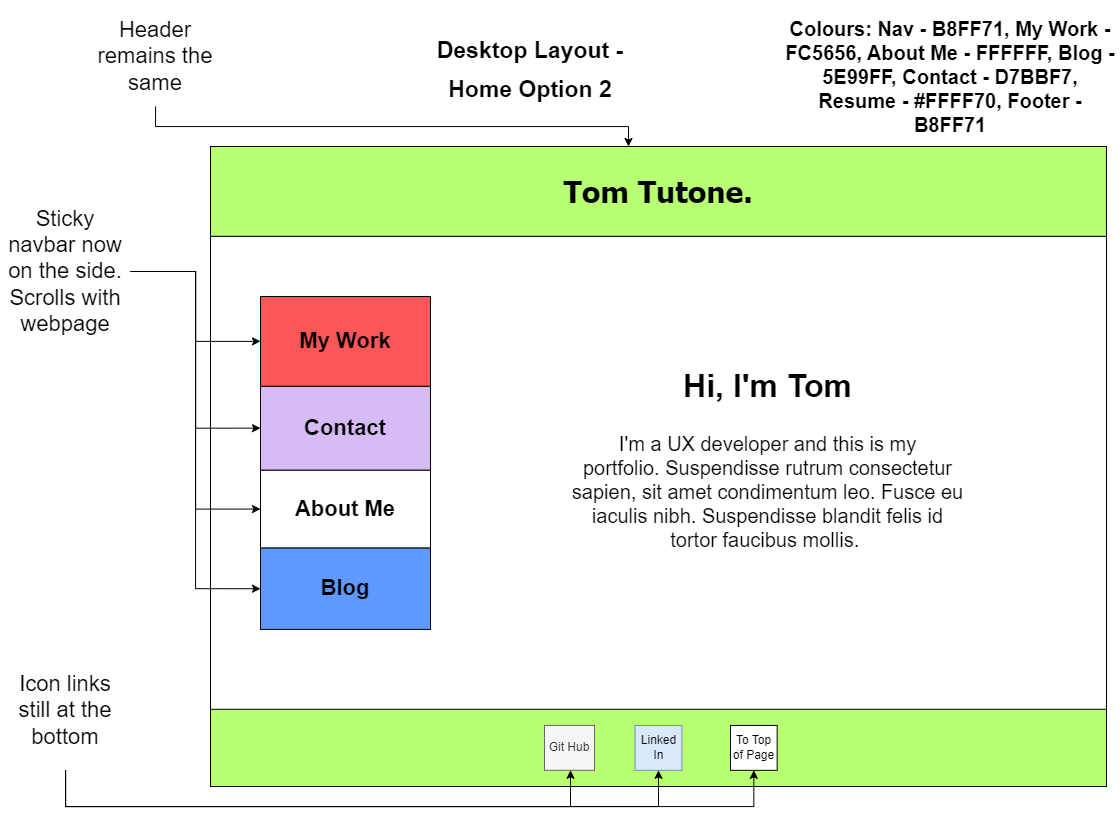 Header
remains the
same
Desktop Layout -
Home Option 2
Colours: Nav - B8FF71, My Work -
FC5656, About Me - FFFFFF, Blog -
5E99FF, Contact - D7BBF7,
Resume - #FFFF70, Footer -
B8FF71
Tom Tutone.
Sticky
navbar now
on the side.
Scrolls with
webpage
My Work
Contact
About Me
Blog
Hi, I'm Tom
I'm a UX developer and this is my
portfolio. Suspendisse rutrum consectetur
sapien, sit amet condimentum leo. Fusce eu
iaculis nibh. Suspendisse blandit felis id
tortor faucibus mollis.
Icon links
still at the
bottom
Git Hub
Linked
In
To Top
of Page